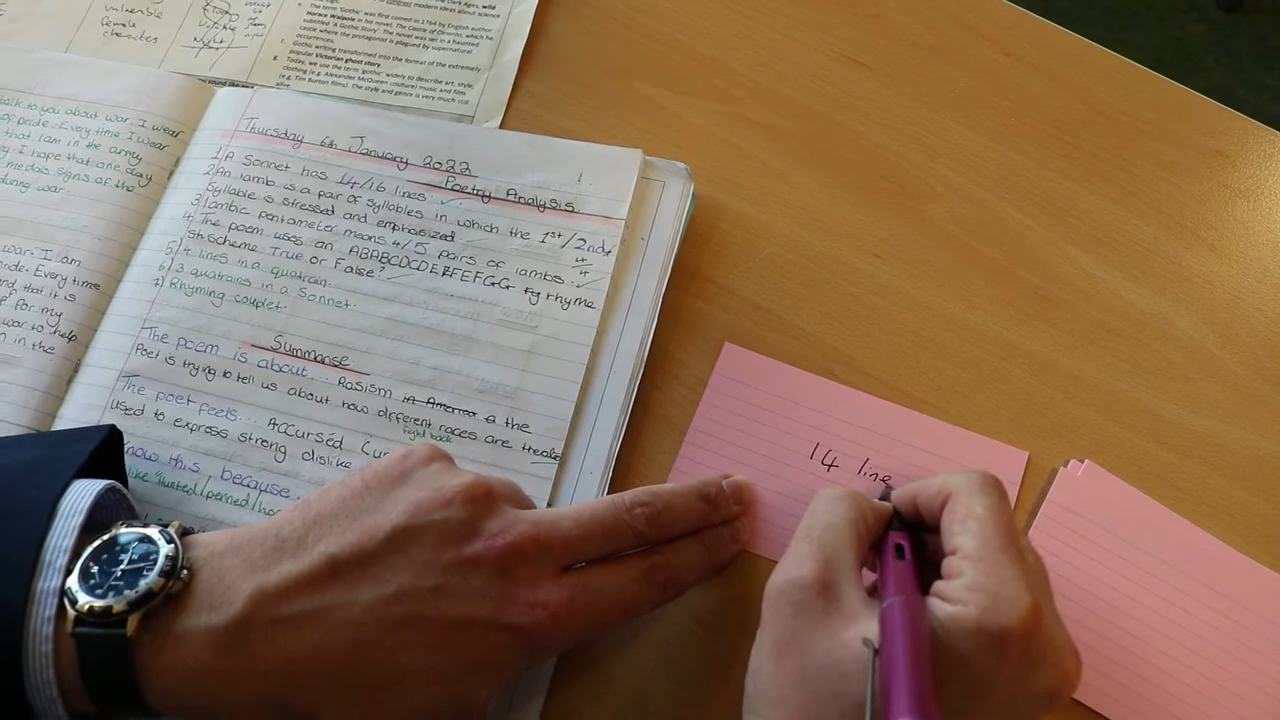 vulnerable
female
The term 'Gothic' was first coined in 1764 by English author
Horace Walpole in his novel, The Castle of Otranto, which he
subtitled 'A Gothic Story'. The novel was set in a haunted
castle where the protagonist is plagued by supernatural
occurrences.
f. Gothic writing transformed into the format of the extremely
popular Victorian ghost story.
g. Today, we use the term 'gothic' widely to describe art, style,
clothing (e.g. Alexander McQueen couture) music and film
(e.g. Tim Burton films). The style and genre is very much still
alive
talk to you about war. I wear
of pride. Every time I wear
that I am in the army
I hope that one day
medals signs of the
during war.
war. I am
Every time
and that it is
for my
war to help
in the
Thursday 6th January 2022
Poetry Analysis.
1) A Sonnet has 14/16 lines
2) An iamb is a pair of syllables in which the 1st/2nd
syllable is stressed and emphasized
3) Iambic pentameter means 4/5 pairs of iambs.
4 The poem uses an ABABCDCDEFEFGG rhyme
scheme True or False?
5) 4 lines in a quatrain.
6) 3 quatrains in a Sonnet.
7) Rhyming couplet.
Summarise
The poem is about... Rasism in America a the
Poet is trying to tell us about how different races are
fight back
The poet feels... Accursed
used to express strong dislike
know this because
like "hunted/penned/
14 line